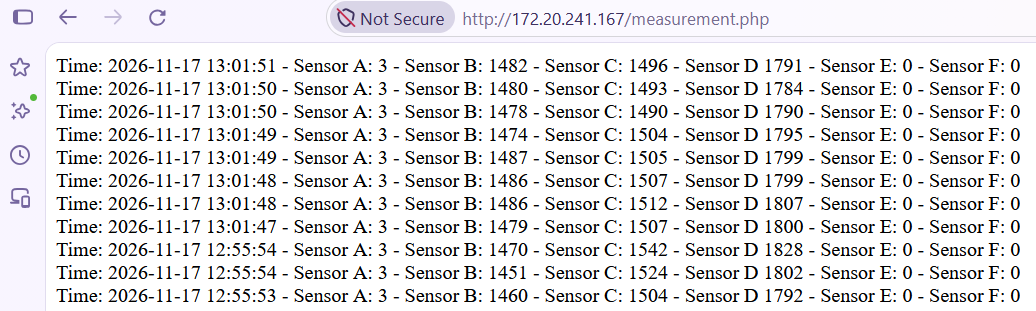 Not Secure http://172.20.241.167/measurement.php
Time: 2026-11-17 13:01:51 - Sensor A: 3 - Sensor B: 1482 - Sensor C: 1496 - Sensor D 1791 - Sensor E: 0 - Sensor F: 0
Time: 2026-11-17 13:01:50 - Sensor A: 3 - Sensor B: 1480 - Sensor C: 1493 - Sensor D 1784 - Sensor E: 0 - Sensor F: 0
Time: 2026-11-17 13:01:50 - Sensor A: 3 - Sensor B: 1478 - Sensor C: 1490 - Sensor D 1790 - Sensor E: 0 - Sensor F: 0
Time: 2026-11-17 13:01:49 - Sensor A: 3 - Sensor B: 1474 - Sensor C: 1504 - Sensor D 1795 - Sensor E: 0 - Sensor F: 0
Time: 2026-11-17 13:01:49 - Sensor A: 3 - Sensor B: 1487 - Sensor C: 1505 - Sensor D 1799 - Sensor E: 0 - Sensor F: 0
Time: 2026-11-17 13:01:48 - Sensor A: 3 - Sensor B: 1486 - Sensor C: 1507 - Sensor D 1799 - Sensor E: 0 - Sensor F: 0
Time: 2026-11-17 13:01:48 - Sensor A: 3 - Sensor B: 1486 - Sensor C: 1512 - Sensor D 1807 - Sensor E: 0 - Sensor F: 0
Time: 2026-11-17 13:01:47 - Sensor A: 3 - Sensor B: 1479 - Sensor C: 1507 - Sensor D 1800 - Sensor E: 0 - Sensor F: 0
Time: 2026-11-17 12:55:54 - Sensor A: 3 - Sensor B: 1470 - Sensor C: 1542 - Sensor D 1828 - Sensor E: 0 - Sensor F: 0
Time: 2026-11-17 12:55:54 - Sensor A: 3 - Sensor B: 1451 - Sensor C: 1524 - Sensor D 1802 - Sensor E: 0 - Sensor F: 0
Time: 2026-11-17 12:55:53 - Sensor A: 3 - Sensor B: 1460 - Sensor C: 1504 - Sensor D 1792 - Sensor E: 0 - Sensor F: 0